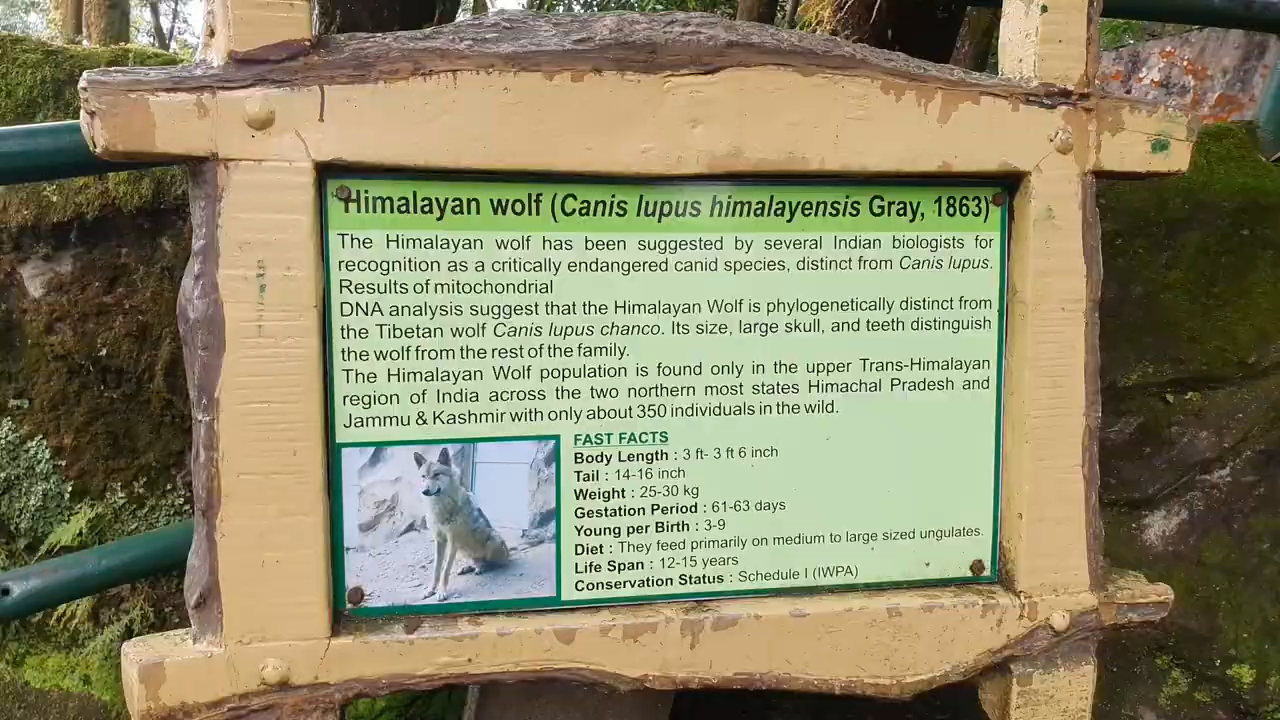 Himalayan wolf (Canis lupus himalayensis Gray, 1863)
The Himalayan wolf has been suggested by several Indian biologists for
recognition as a critically endangered canid species, distinct from Canis lupus.
Results of mitochondrial
DNA analysis suggest that the Himalayan Wolf is phylogenetically distinct from
the Tibetan wolf Canis lupus chanco. Its size, large skull, and teeth distinguish
the wolf from the rest of the family.
The Himalayan Wolf population is found only in the upper Trans-Himalayan
region of India across the two northern most states Himachal Pradesh and
Jammu & Kashmir with only about 350 individuals in the wild.
FAST FACTS
Body Length : 3 ft- 3 ft 6 inch
Tail : 14-16 inch
Weight : 25-30 kg
Gestation Period : 61-63 days
Young per Birth : 3-9
Diet : They feed primarily on medium to large sized ungulates.
Life Span : 12-15 years
Conservation Status : Schedule I (IWPA)